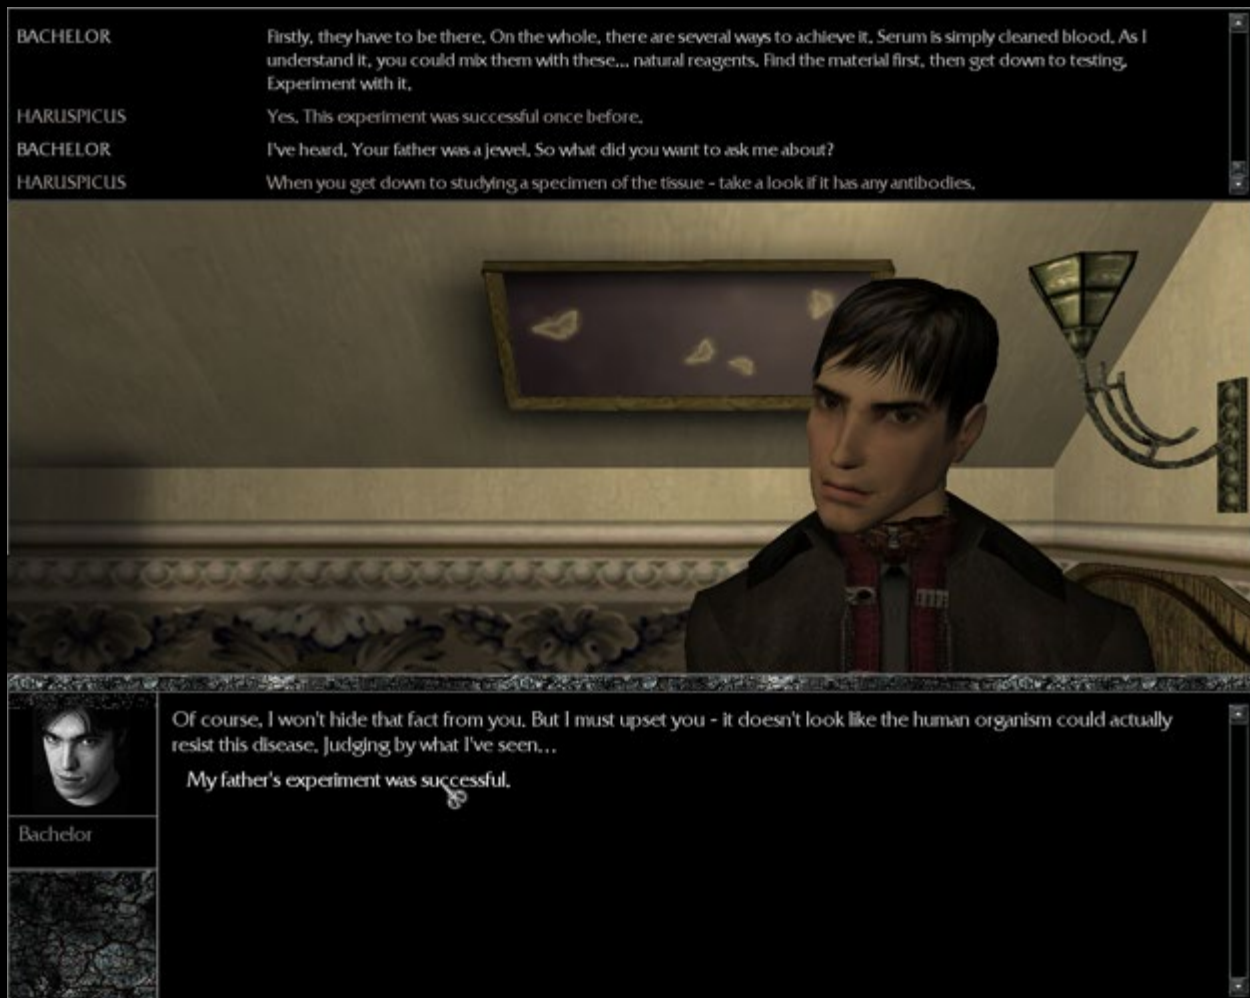 BACHELOR Firstly, they have to be there. On the whole, there are several ways to achieve it. Serum is simply cleaned blood. As I
understand it, you could mix them with these... natural reagents. Find the material first, then get down to testing.
Experiment with it.
HARUSPICUS Yes. This experiment was successful once before.
BACHELOR I've heard. Your father was a jewel. So what did you want to ask me about?
HARUSPICUS When you get down to studying a specimen of the tissue - take a look if it has any antibodies.
Of course, I won't hide that fact from you. But I must upset you - it doesn't look like the human organism could actually
resist this disease. Judging by what I've seen...
My father's experiment was successful.
Bachelor